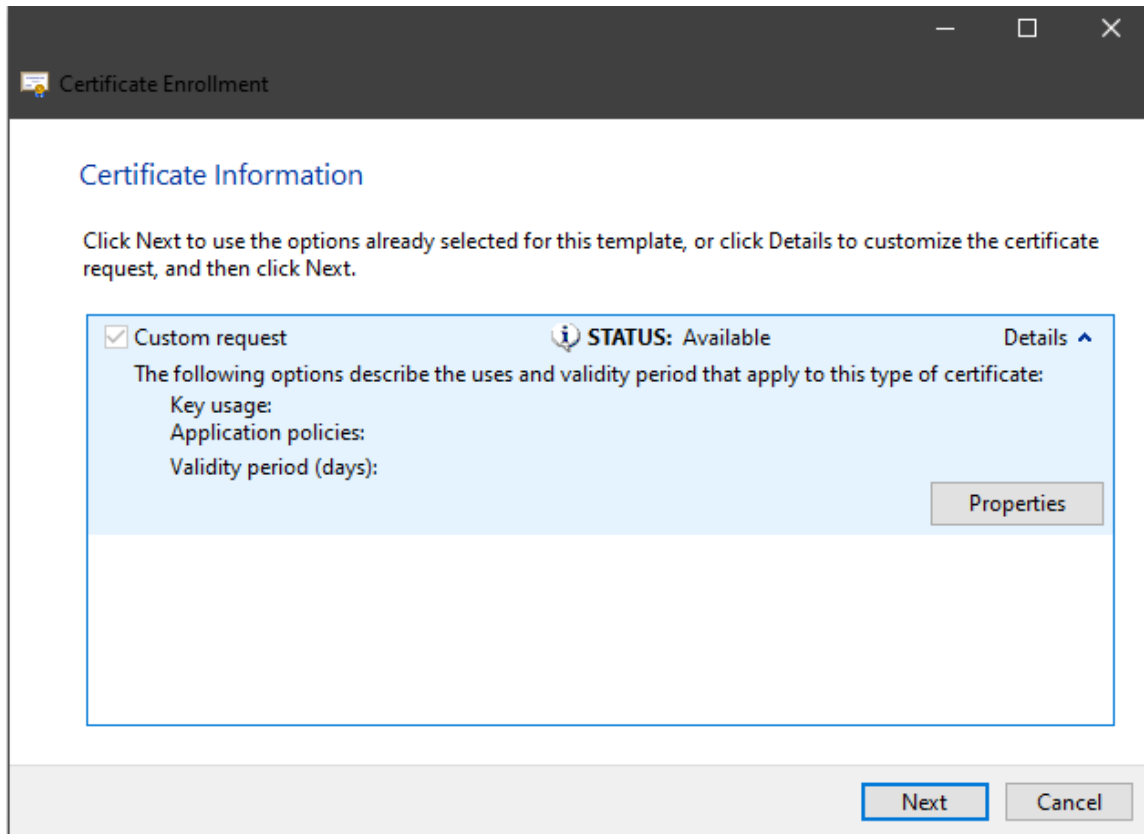 Certificate Enrollment
Certificate Information
Click Next to use the options already selected for this template, or click Details to customize the certificate
request, and then click Next.
Custom request STATUS: Available Details
The following options describe the uses and validity period that apply to this type of certificate:
Key usage:
Application policies:
Validity period (days):
Properties
Next Cancel